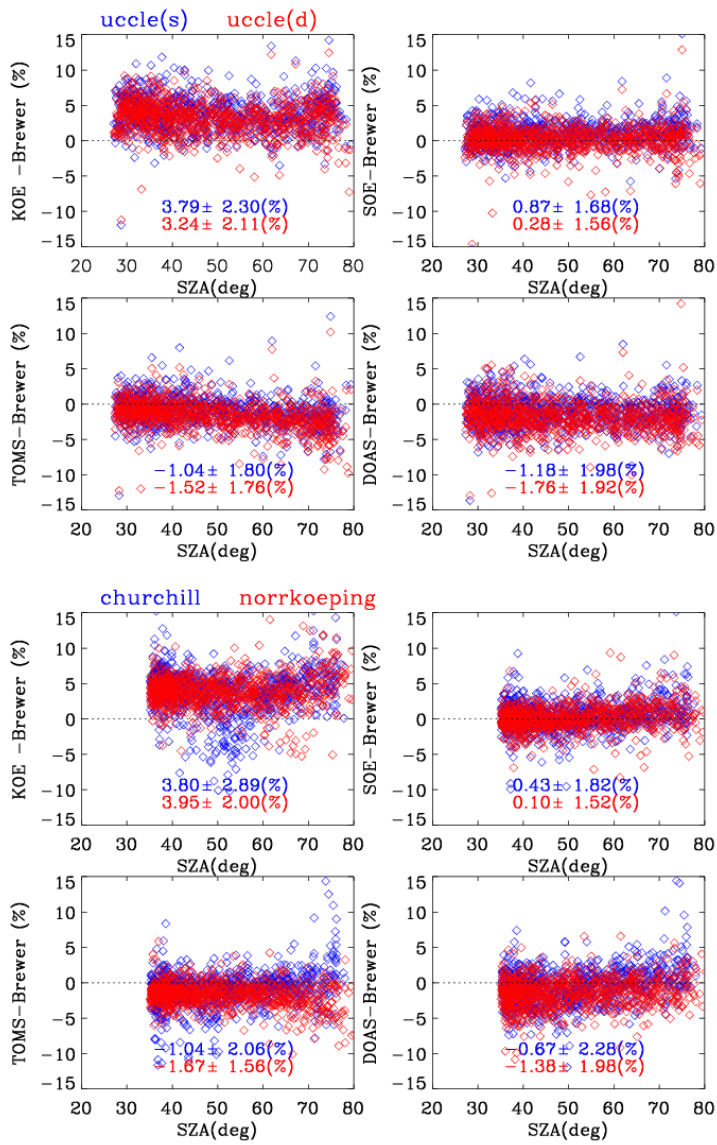 uccle(s) uccle(d)
KOE -Brewer (%)
15
10
5
0
-5
-10
-15
3.79± 2.30(%)
3.24± 2.11(%)
20 30 40 50 60 70 80
SZA(deg)
SOE-Brewer (%)
15
10
5
0
-5
-10
-15
0.87± 1.68(%)
0.28± 1.56(%)
20 30 40 50 60 70 80
SZA(deg)
TOMS-Brewer (%)
15
10
5
0
-5
-10
-15
-1.04± 1.80(%)
-1.52± 1.76(%)
20 30 40 50 60 70 80
SZA(deg)
DOAS-Brewer (%)
15
10
5
0
-5
-10
-15
-1.18± 1.98(%)
-1.76± 1.92(%)
20 30 40 50 60 70 80
SZA(deg)
churchill norrkoeping
KOE -Brewer (%)
15
10
5
0
-5
-10
-15
3.80± 2.89(%)
3.95± 2.00(%)
20 30 40 50 60 70 80
SZA(deg)
SOE-Brewer (%)
15
10
5
0
-5
-10
-15
0.43± 1.82(%)
0.10± 1.52(%)
20 30 40 50 60 70 80
SZA(deg)
TOMS-Brewer (%)
15
10
5
0
-5
-10
-15
-1.04± 2.06(%)
-1.67± 1.56(%)
20 30 40 50 60 70 80
SZA(deg)
DOAS-Brewer (%)
15
10
5
0
-5
-10
-15
-0.67± 2.28(%)
-1.38± 1.98(%)
20 30 40 50 60 70 80
SZA(deg)